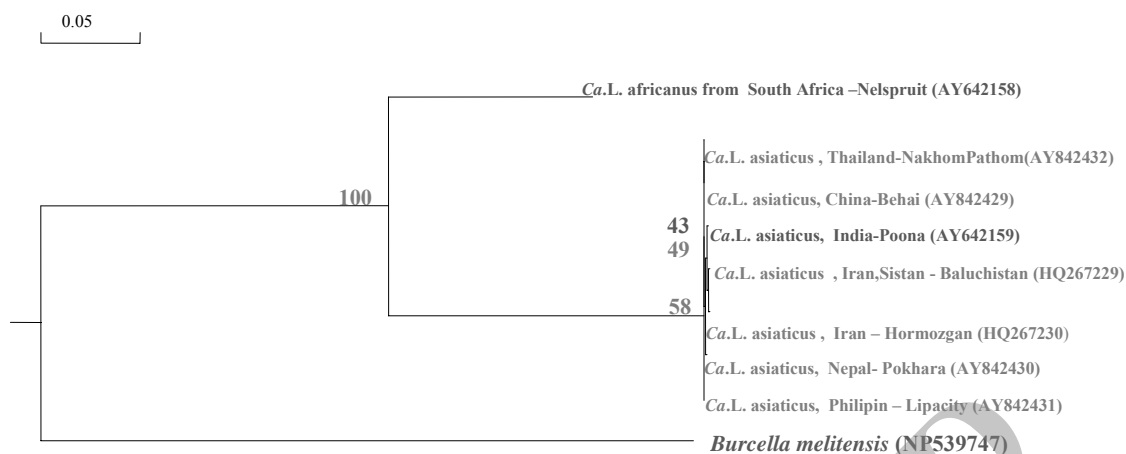 0.05
Ca.L. africanus from South Africa –Nelspruit (AY642158)
Ca.L. asiaticus , Thailand-NakhomPathom(AY842432)
100
Ca.L. asiaticus, China-Behai (AY842429)
43
Ca.L. asiaticus, India-Poona (AY642159)
49
Ca.L. asiaticus , Iran,Sistan - Baluchistan (HQ267229)
58
Ca.L. asiaticus , Iran – Hormozgan (HQ267230)
Ca.L. asiaticus, Nepal- Pokhara (AY842430)
Ca.L. asiaticus, Philipin – Lipacity (AY842431)
Burcella melitensis (NP539747)